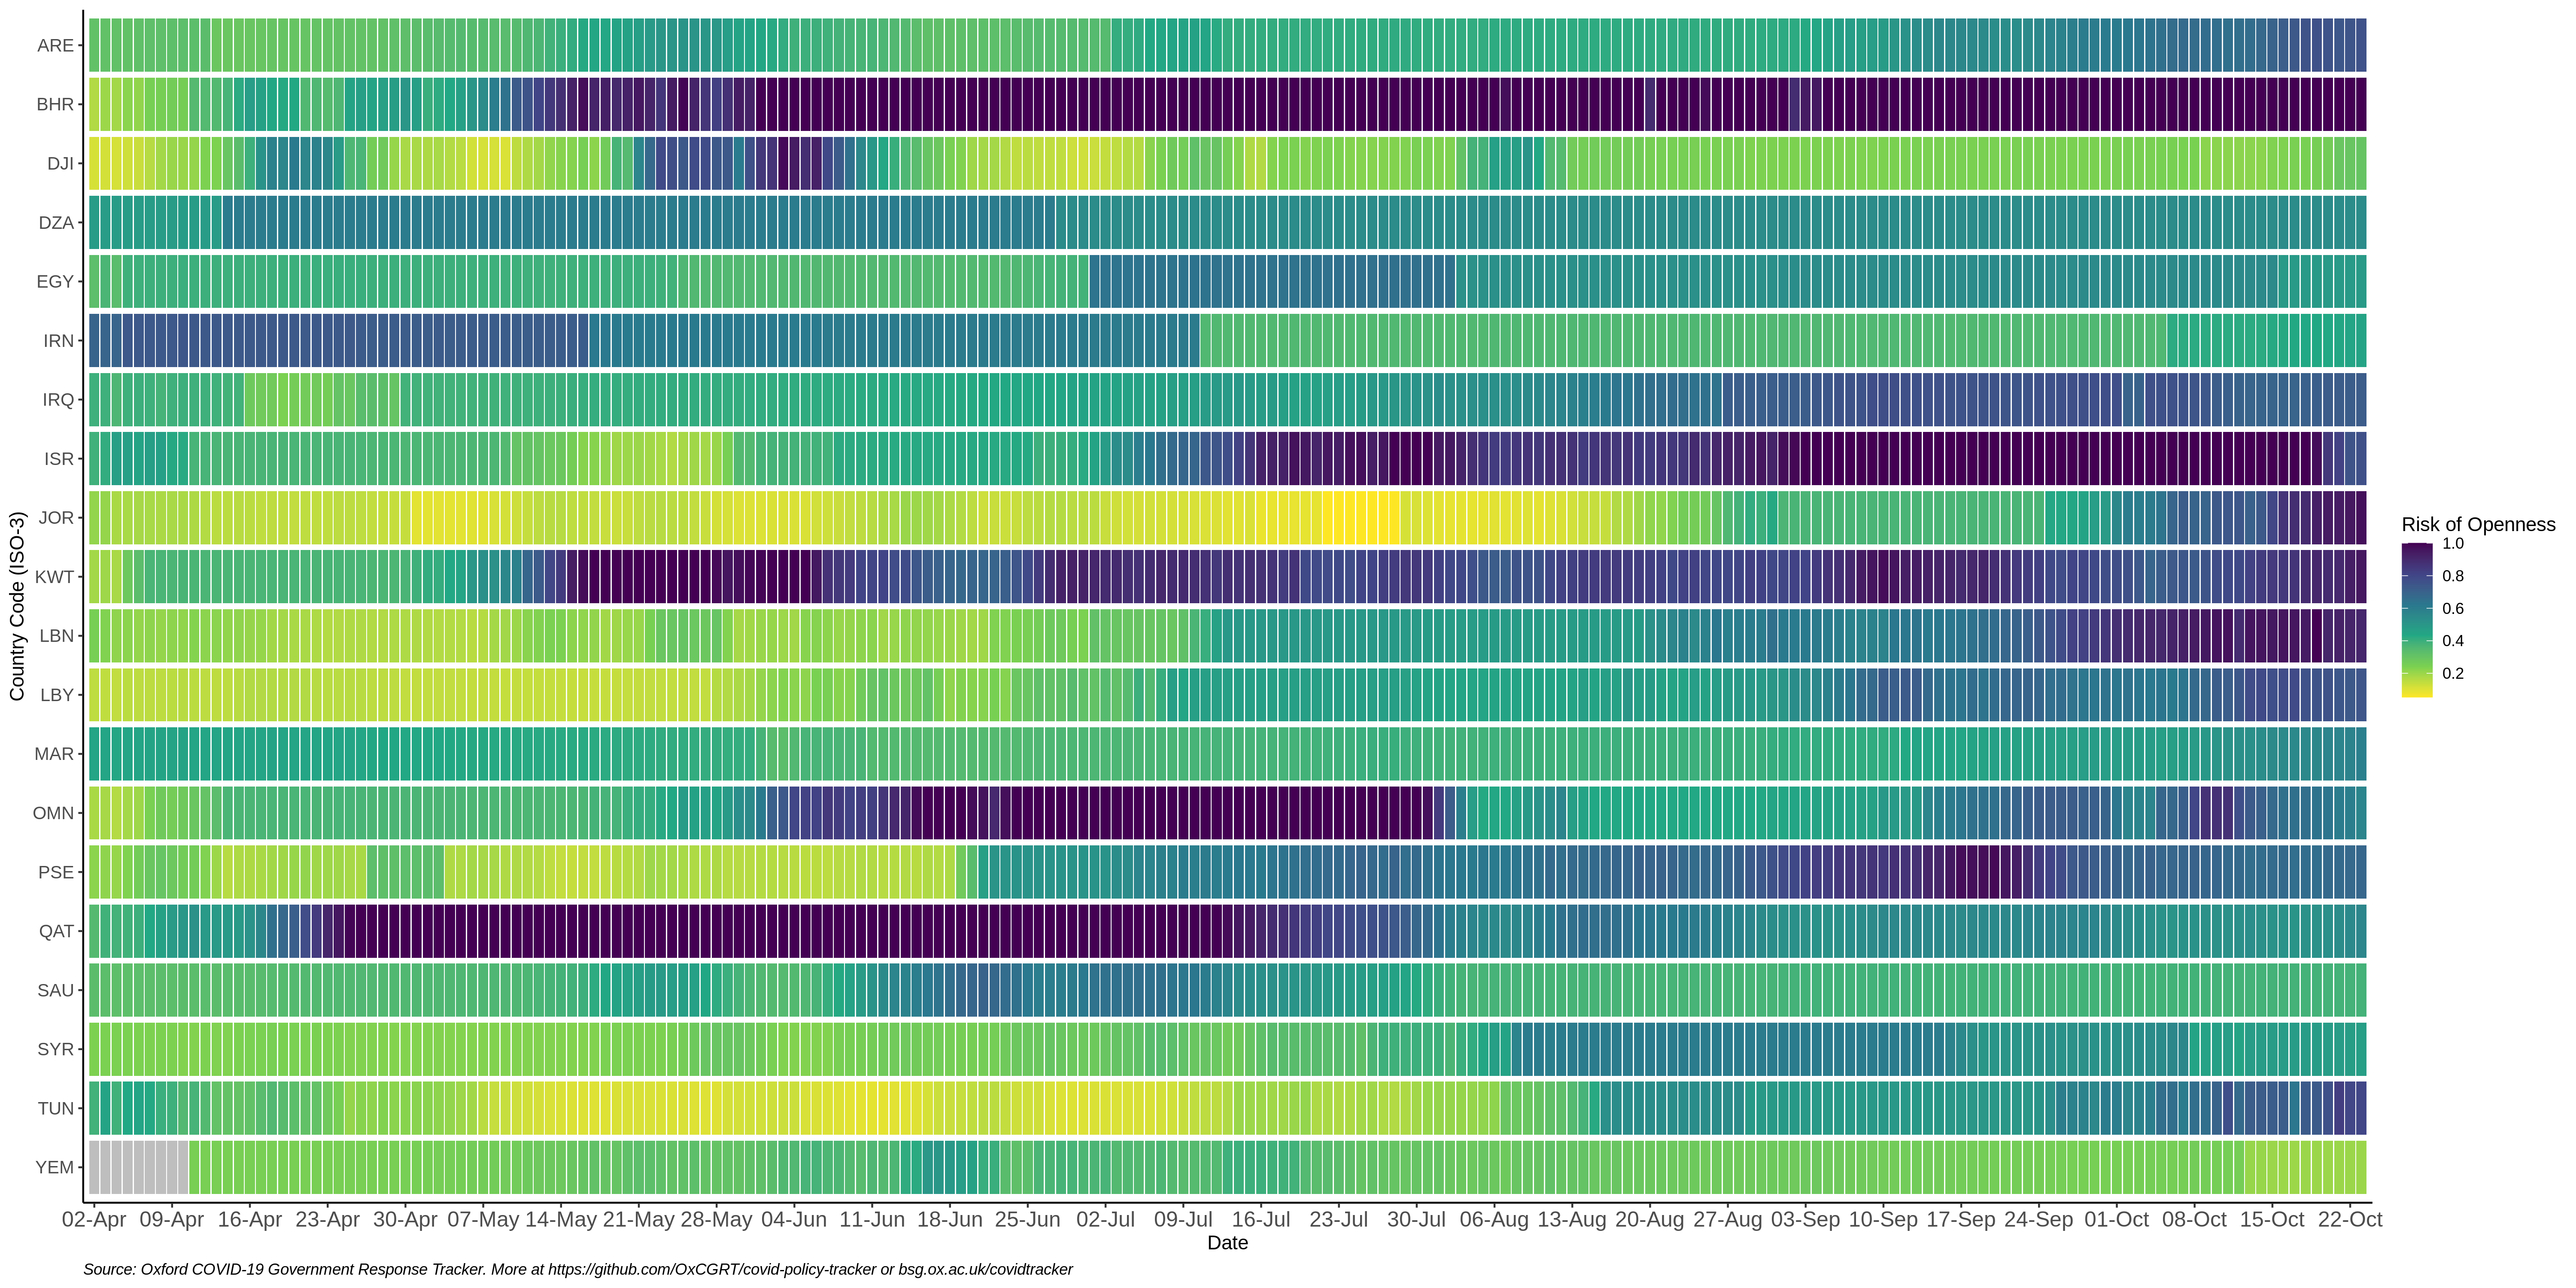 ARE
BHR
DJI
DZA
EGY
IRN
IRQ
ISR
JOR
KWT
LBN
LBY
MAR
OMN
PSE
QAT
SAU
SYR
TUN
YEM
Country Code (ISO-3)
Risk of Openness
1.0
0.8
0.6
0.4
0.2
02-Apr 09-Apr 16-Apr 23-Apr 30-Apr 07-May 14-May 21-May 28-May 04-Jun 11-Jun 18-Jun 25-Jun 02-Jul 09-Jul 16-Jul 23-Jul 30-Jul 06-Aug 13-Aug 20-Aug 27-Aug 03-Sep 10-Sep 17-Sep 24-Sep 01-Oct 08-Oct 15-Oct 22-Oct
Date
Source: Oxford COVID-19 Government Response Tracker. More at https://github.com/OxCGRT/covid-policy-tracker or bsg.ox.ac.uk/covidtracker